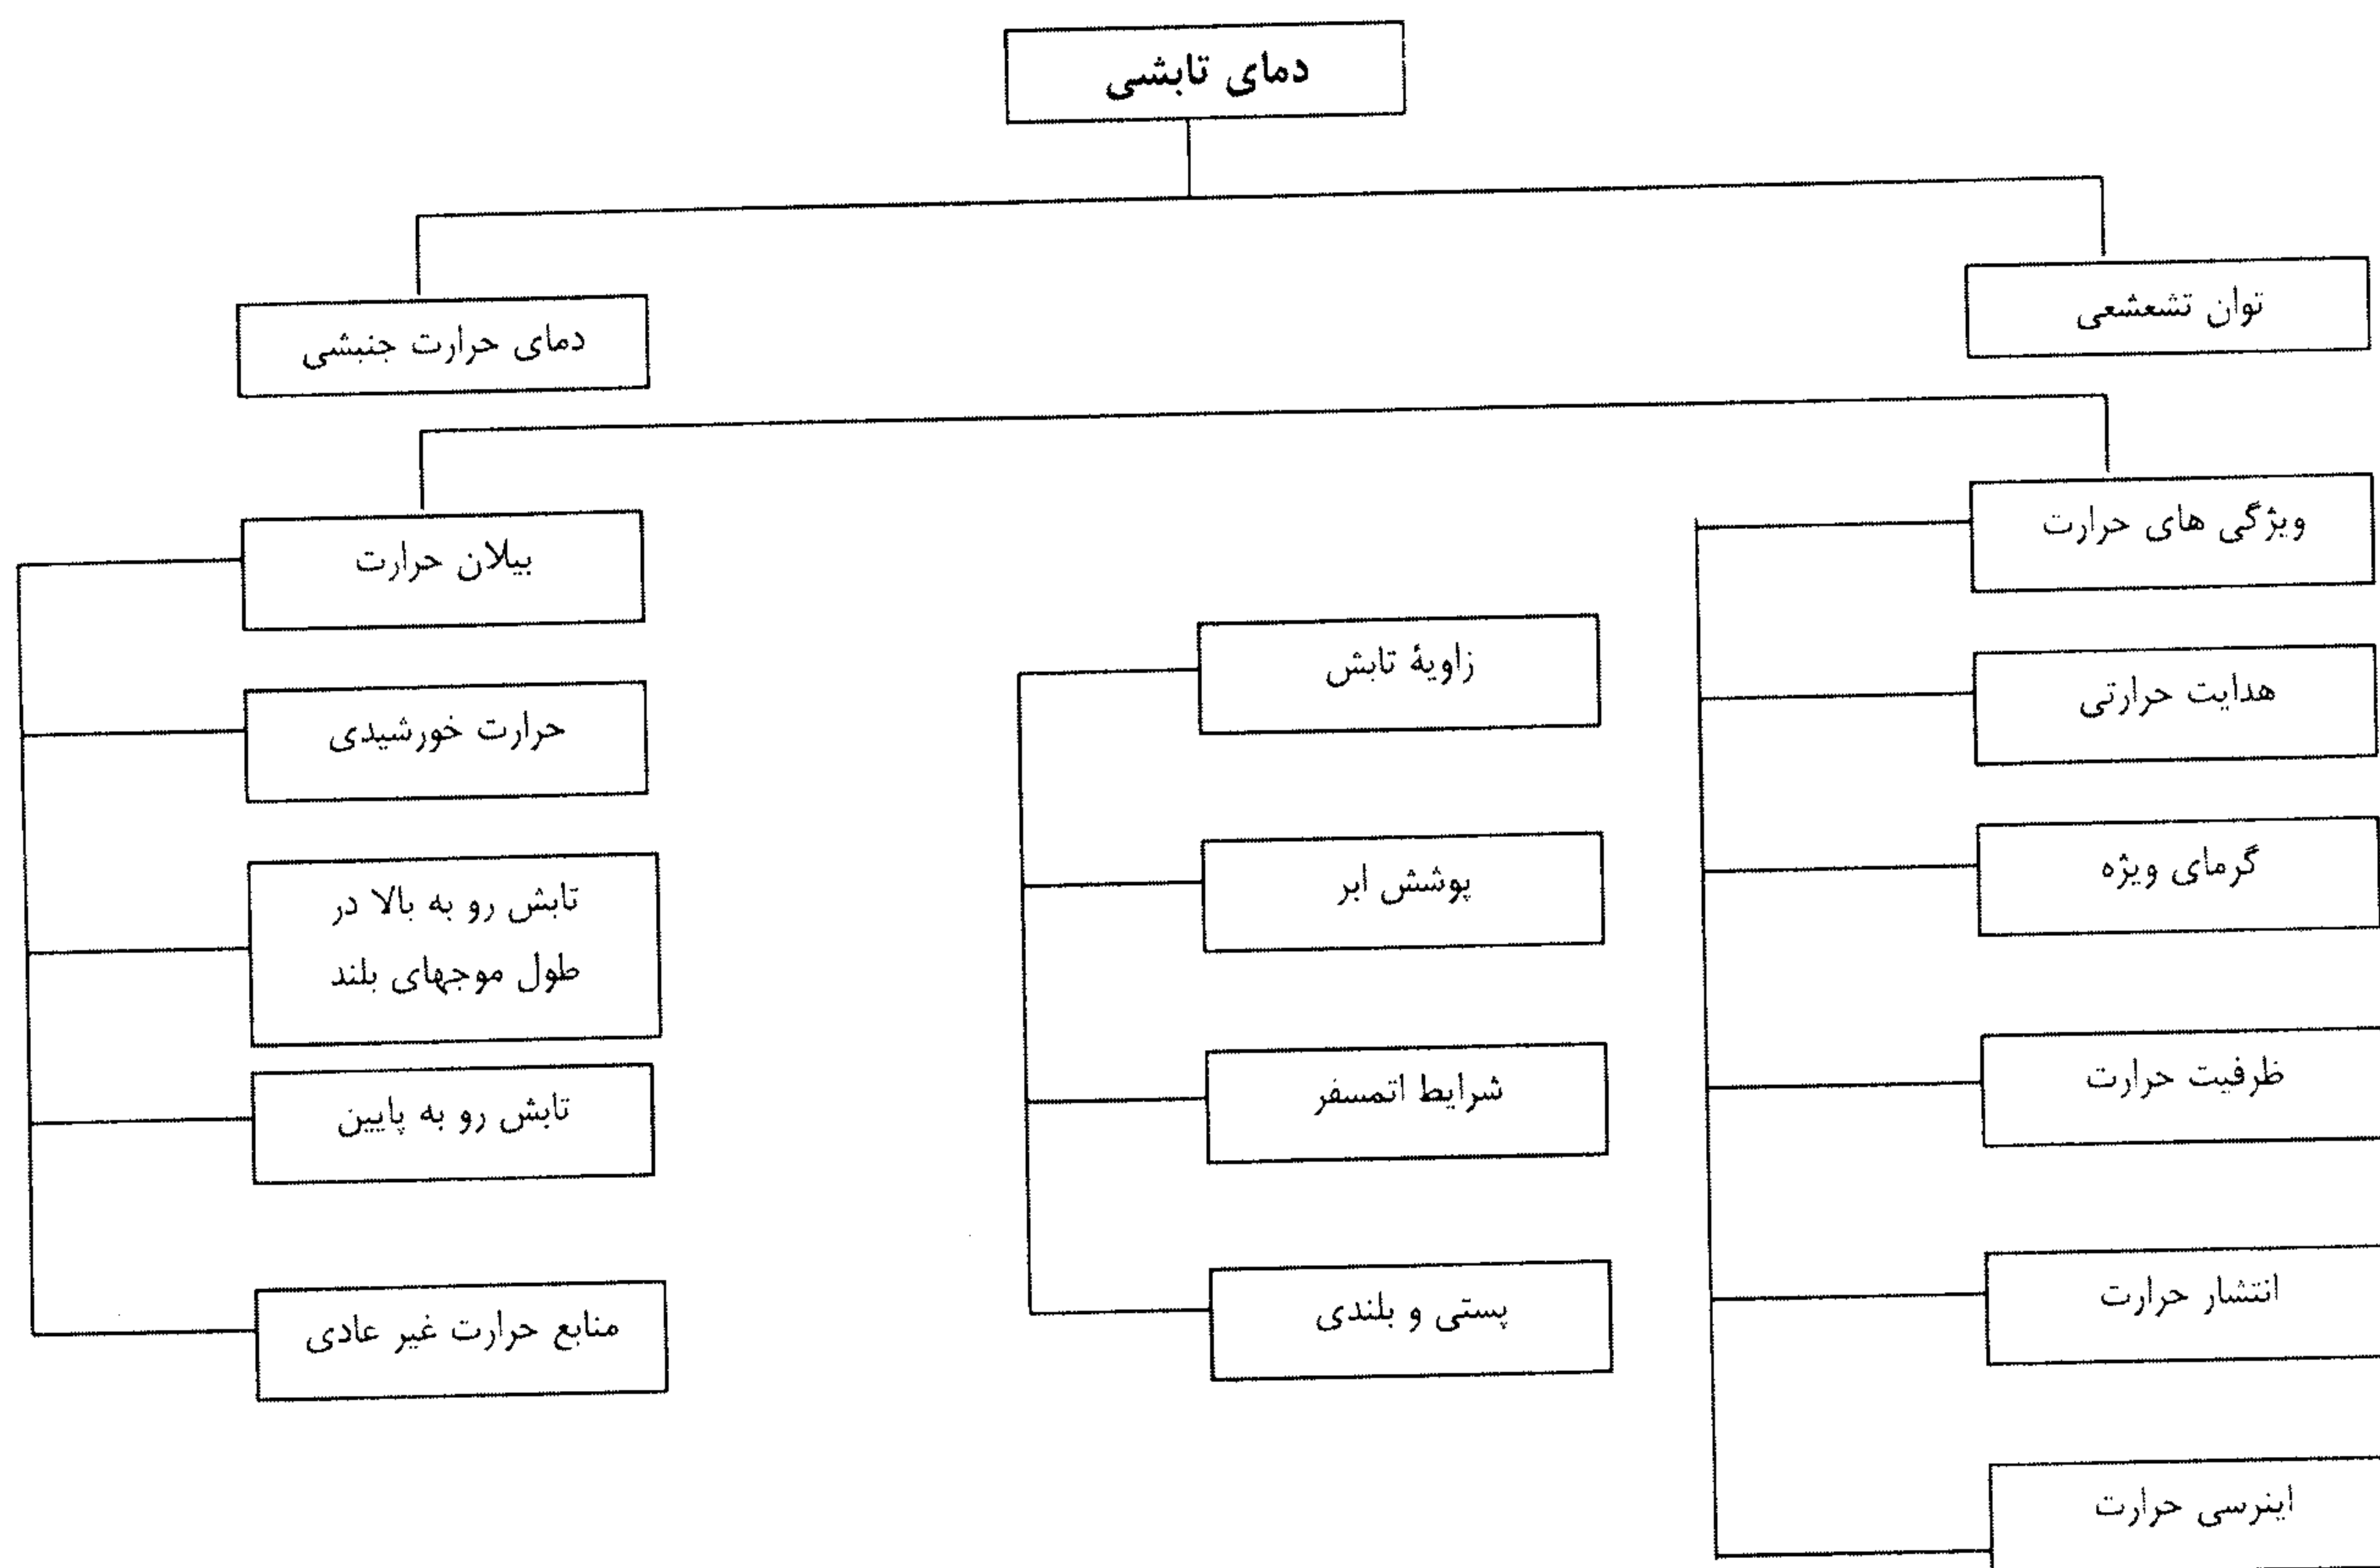 دمای تابشی
توان تشعشعی
دمای حرارت جنبشی
ویژگی های حرارت
هدایت حرارتی
گرمای ویژه
ظرفیت حرارت
انتشار حرارت
اینرسی حرارت
زاویهٔ تابش
پوشش ابر
شرایط اتمسفر
پستی و بلندی
بیلان حرارت
حرارت خورشیدی
تابش رو به بالا در
طول موجهای بلند
تابش رو به پایین
منابع حرارت غیر عادی